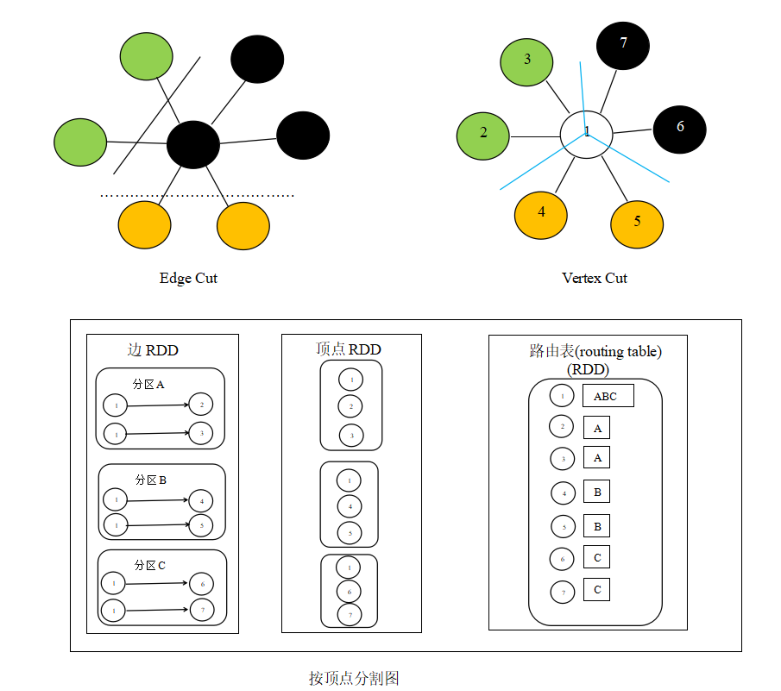 3
7
2
1
6
4
5
Edge Cut
Vertex Cut
边 RDD
顶点 RDD
路由表(routing table)
(RDD)
分区 A
1 2
1 3
分区 B
1 4
1 5
分区 C
1 6
1 7
1
2
3
1
4
5
1
6
7
1 ABC
2 A
3 A
4 B
5 B
6 C
7 C
按顶点分割图